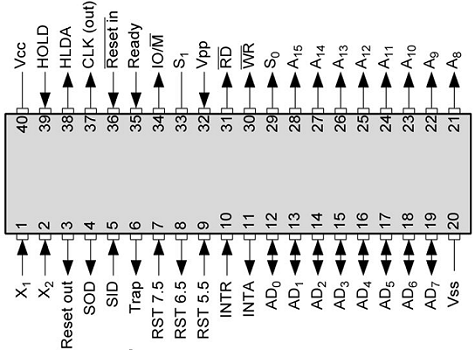 Vcc
HOLD
HLDA
CLK (out)
Reset in
Ready
IO/M
S₁
Vpp
RD
WR
S₀
A₁₅
A₁₄
A₁₃
A₁₂
A₁₁
A₁₀
A₉
A₈
40
39
38
37
36
35
34
33
32
31
30
29
28
27
26
25
24
23
22
21
1
2
3
4
5
6
7
8
9
10
11
12
13
14
15
16
17
18
19
20
X₁
X₂
Reset out
SOD
SID
Trap
RST 7.5
RST 6.5
RST 5.5
INTR
INTA
AD₀
AD₁
AD₂
AD₃
AD₄
AD₅
AD₆
AD₇
Vss